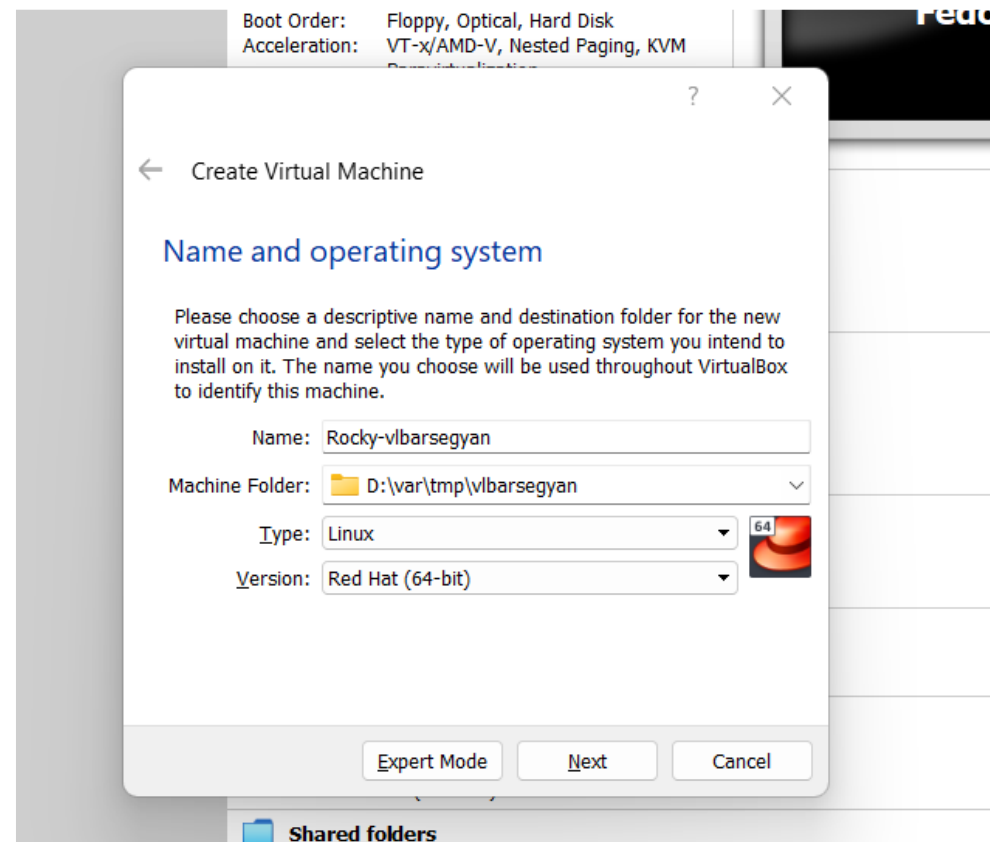 Boot Order: Floppy, Optical, Hard Disk
Acceleration: VT-x/AMD-V, Nested Paging, KVM
Create Virtual Machine
Name and operating system
Please choose a descriptive name and destination folder for the new
virtual machine and select the type of operating system you intend to
install on it. The name you choose will be used throughout VirtualBox
to identify this machine.
Name: Rocky-vlbarsegyan
Machine Folder: D:\var\tmp\vlbarsegyan
Type: Linux
64
Version: Red Hat (64-bit)
Expert Mode Next Cancel
Shared folders